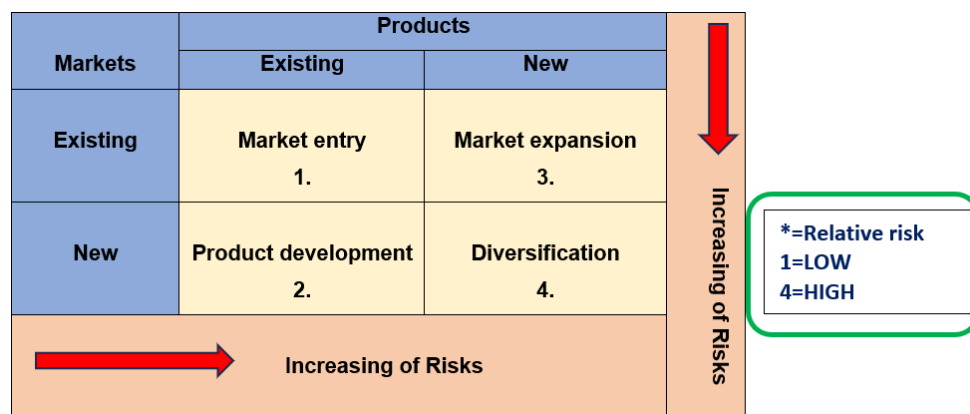 Products
Markets
Existing
New
Existing
Market entry
1.
Market expansion
3.
New
Product development
2.
Diversification
4.
Increasing of Risks
Increasing of Risks
*=Relative risk
1=LOW
4=HIGH